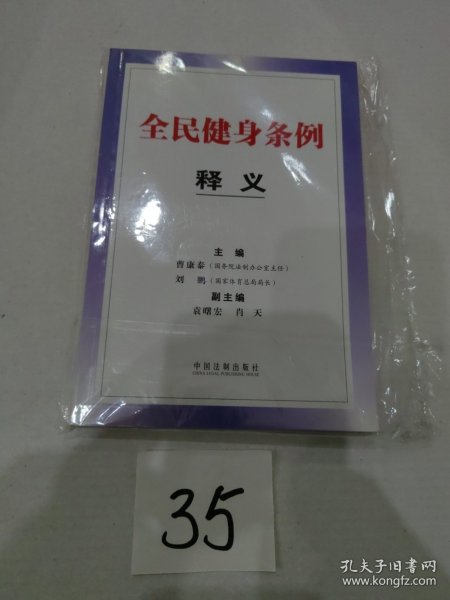 全民健身条例
释义
主编
曹康泰（国务院法制办公室主任）
刘鹏（国家体育总局局长）
副主编
袁曙宏 肖天
中国法制出版社
CHINA LEGAL PUBLISHING HOUSE
35
孔夫子旧书网
www.kongfz.com